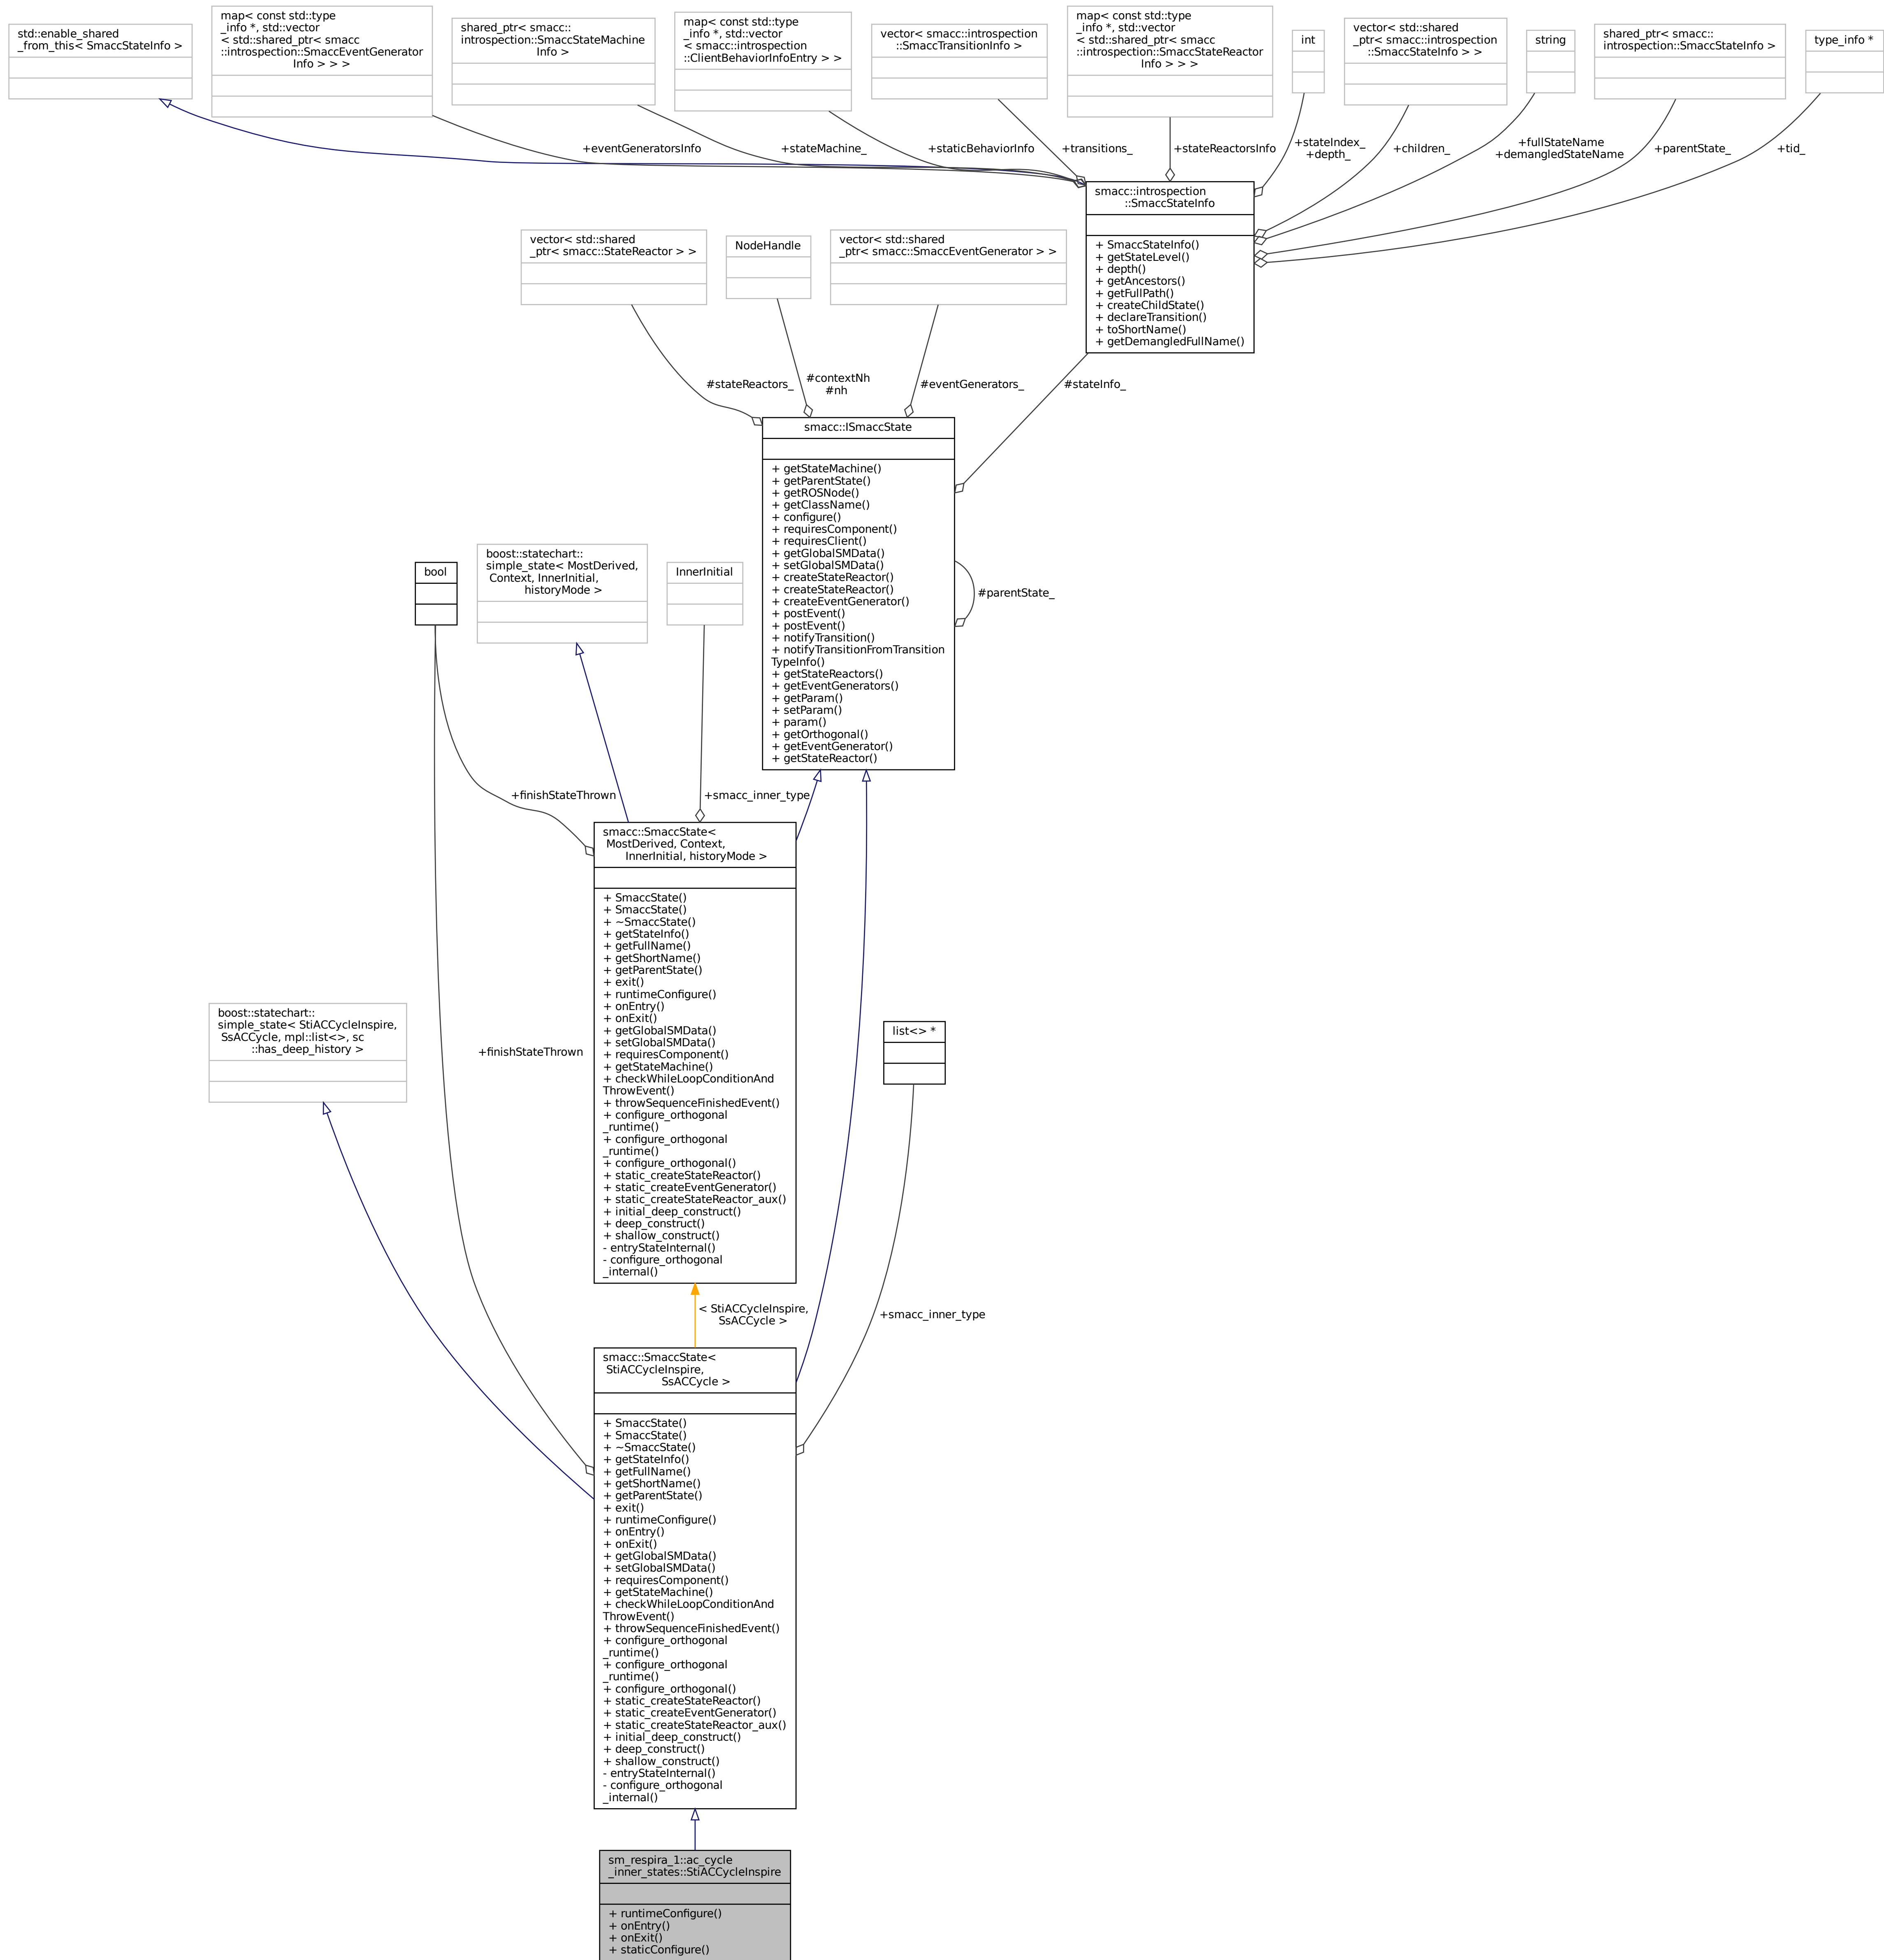 std::enable_shared
_from_this< SmaccStateInfo >
map< const std::type
_info *, std::vector
< std::shared_ptr< smacc
::introspection::SmaccEventGenerator
Info > > >
shared_ptr< smacc::
introspection::SmaccStateMachine
Info >
map< const std::type
_info *, std::vector
< smacc::introspection
::ClientBehaviorInfoEntry > >
vector< smacc::introspection
::SmaccTransitionInfo >
map< const std::type
_info *, std::vector
< std::shared_ptr< smacc
::introspection::SmaccStateReactor
Info > > >
int
vector< std::shared
_ptr< smacc::introspection
::SmaccStateInfo > >
string
shared_ptr< smacc::
introspection::SmaccStateInfo >
type_info *
+eventGeneratorsInfo
+stateMachine_
+staticBehaviorInfo
+transitions_
+stateReactorsInfo
+stateIndex_
+depth_
+children_
+fullStateName
+demangledStateName
+parentState_
+tid_
smacc::introspection
::SmaccStateInfo
+ SmaccStateInfo()
+ getStateLevel()
+ depth()
+ getAncestors()
+ getFullPath()
+ createChildState()
+ declareTransition()
+ toShortName()
+ getDemangledFullName()
vector< std::shared
_ptr< smacc::StateReactor > >
NodeHandle
vector< std::shared
_ptr< smacc::SmaccEventGenerator > >
#stateReactors_
#contextNh
#nh
#eventGenerators_
#stateInfo_
smacc::ISmaccState
+ getStateMachine()
+ getParentState()
+ getROSNode()
+ getClassName()
+ configure()
+ requiresComponent()
+ requiresClient()
+ getGlobalSMData()
+ setGlobalSMData()
+ createStateReactor()
+ createStateReactor()
+ createEventGenerator()
+ postEvent()
+ postEvent()
+ notifyTransition()
+ notifyTransitionFromTransition
TypeInfo()
+ getStateReactors()
+ getEventGenerators()
+ getParam()
+ setParam()
+ param()
+ getOrthogonal()
+ getEventGenerator()
+ getStateReactor()
#parentState_
bool
boost::statechart::
simple_state< MostDerived,
Context, InnerInitial,
historyMode >
InnerInitial
+finishStateThrown
+smacc_inner_type
smacc::SmaccState<
MostDerived, Context,
InnerInitial, historyMode >
+ SmaccState()
+ SmaccState()
+ ~SmaccState()
+ getStateInfo()
+ getFullName()
+ getShortName()
+ getParentState()
+ exit()
+ runtimeConfigure()
+ onEntry()
+ onExit()
+ getGlobalSMData()
+ setGlobalSMData()
+ requiresComponent()
+ getStateMachine()
+ checkWhileLoopConditionAnd
ThrowEvent()
+ throwSequenceFinishedEvent()
+ configure_orthogonal
_runtime()
+ configure_orthogonal
_runtime()
+ configure_orthogonal()
+ static_createStateReactor()
+ static_createEventGenerator()
+ static_createStateReactor_aux()
+ initial_deep_construct()
+ deep_construct()
+ shallow_construct()
- entryStateInternal()
- configure_orthogonal
_internal()
boost::statechart::
simple_state< StiACCycleInspire,
SsACCycle, mpl::list<>, sc
::has_deep_history >
+finishStateThrown
list<> *
< StiACCycleInspire,
SsACCycle >
+smacc_inner_type
smacc::SmaccState<
StiACCycleInspire,
SsACCycle >
+ SmaccState()
+ SmaccState()
+ ~SmaccState()
+ getStateInfo()
+ getFullName()
+ getShortName()
+ getParentState()
+ exit()
+ runtimeConfigure()
+ onEntry()
+ onExit()
+ getGlobalSMData()
+ setGlobalSMData()
+ requiresComponent()
+ getStateMachine()
+ checkWhileLoopConditionAnd
ThrowEvent()
+ throwSequenceFinishedEvent()
+ configure_orthogonal
_runtime()
+ configure_orthogonal
_runtime()
+ configure_orthogonal()
+ static_createStateReactor()
+ static_createEventGenerator()
+ static_createStateReactor_aux()
+ initial_deep_construct()
+ deep_construct()
+ shallow_construct()
- entryStateInternal()
- configure_orthogonal
_internal()
sm_respira_1::ac_cycle
_inner_states::StiACCycleInspire
+ runtimeConfigure()
+ onEntry()
+ onExit()
+ staticConfigure()